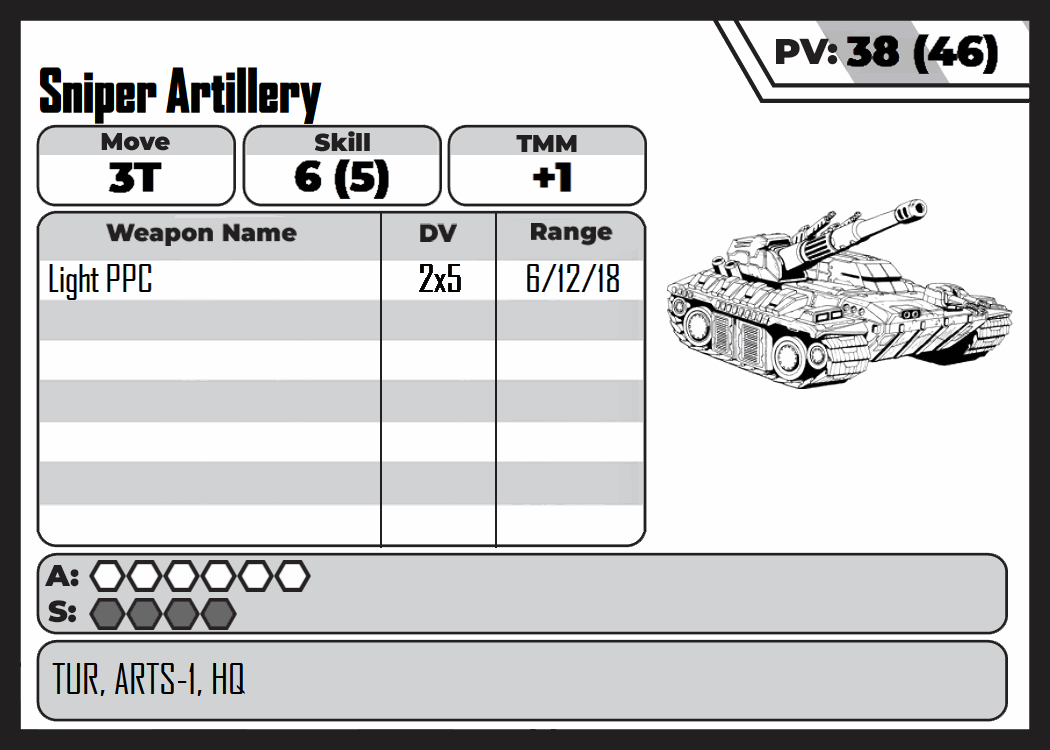 PV: 38 (46)
Sniper Artillery
Move Skill TMM
3T 6 (5) +1
Weapon Name DV Range
Light PPC 2x5 6/12/18
A:
S:
TUR, ARTS-1, HQ